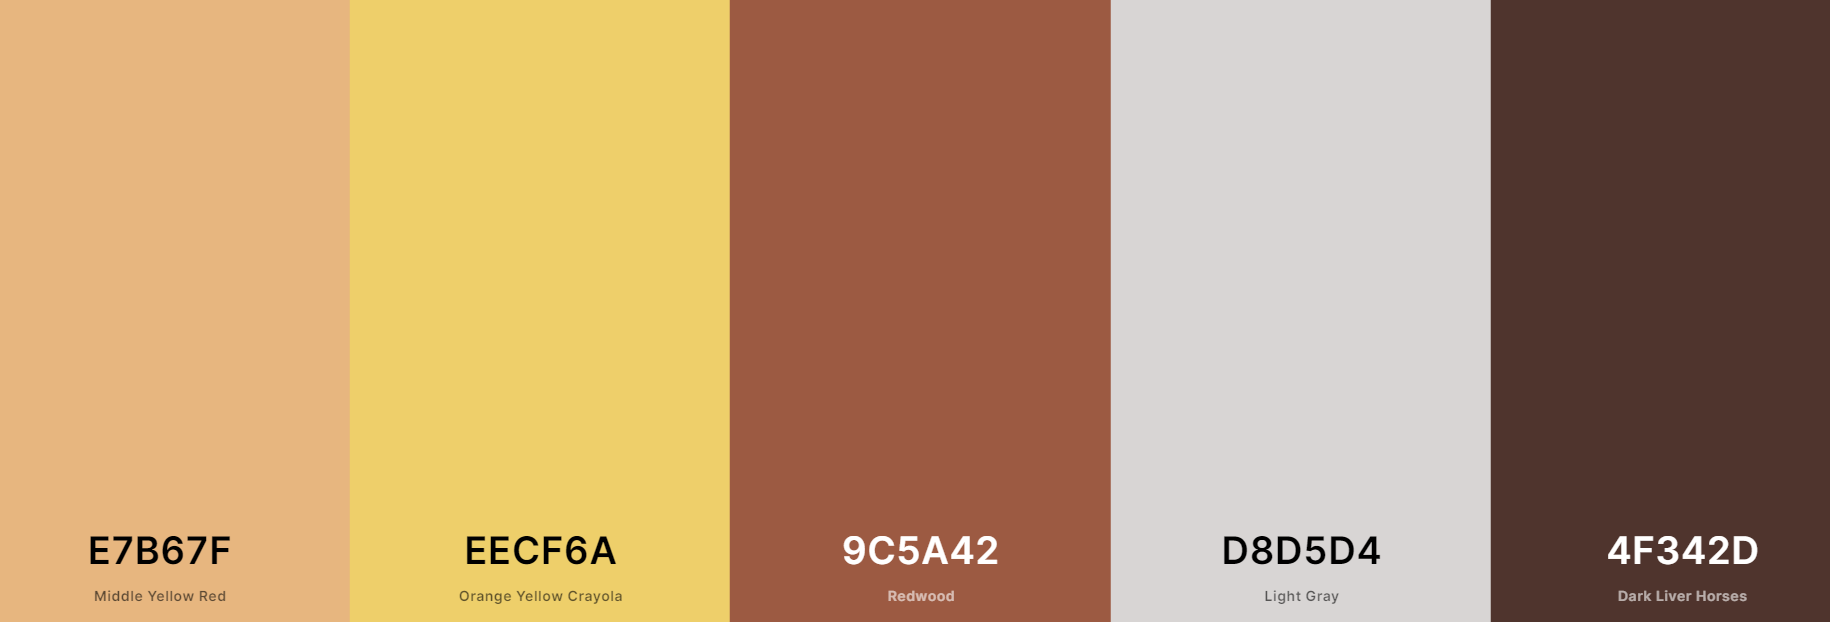 E7B67F
Middle Yellow Red
EECF6A
Orange Yellow Crayola
9C5A42
Redwood
D8D5D4
Light Gray
4F342D
Dark Liver Horses